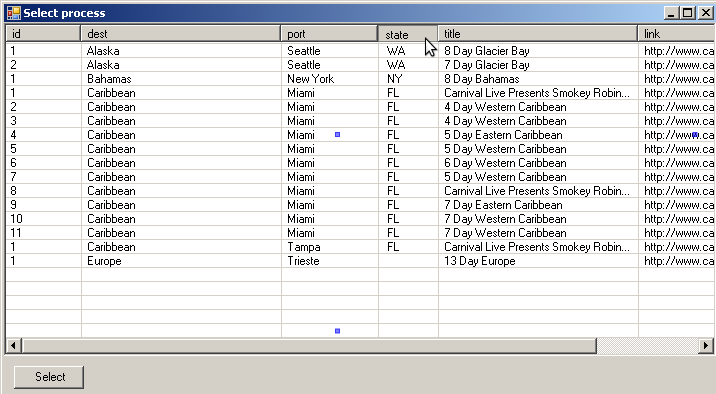 Select process
id dest port state title link
1 Alaska Seattle WA 8 Day Glacier Bay http://www.ca
2 Alaska Seattle WA 7 Day Glacier Bay http://www.ca
1 Bahamas New York NY 8 Day Bahamas http://www.ca
1 Caribbean Miami FL Carnival Live Presents Smokey Robin... http://www.ca
2 Caribbean Miami FL 4 Day Western Caribbean http://www.ca
3 Caribbean Miami FL 4 Day Western Caribbean http://www.ca
4 Caribbean Miami FL 5 Day Eastern Caribbean http://www.ca
5 Caribbean Miami FL 5 Day Western Caribbean http://www.ca
6 Caribbean Miami FL 6 Day Western Caribbean http://www.ca
7 Caribbean Miami FL 5 Day Western Caribbean http://www.ca
8 Caribbean Miami FL Carnival Live Presents Smokey Robin... http://www.ca
9 Caribbean Miami FL 7 Day Eastern Caribbean http://www.ca
10 Caribbean Miami FL 7 Day Western Caribbean http://www.ca
11 Caribbean Miami FL 7 Day Western Caribbean http://www.ca
1 Caribbean Tampa FL Carnival Live Presents Smokey Robin... http://www.ca
1 Europe Trieste 13 Day Europe http://www.ca
Select